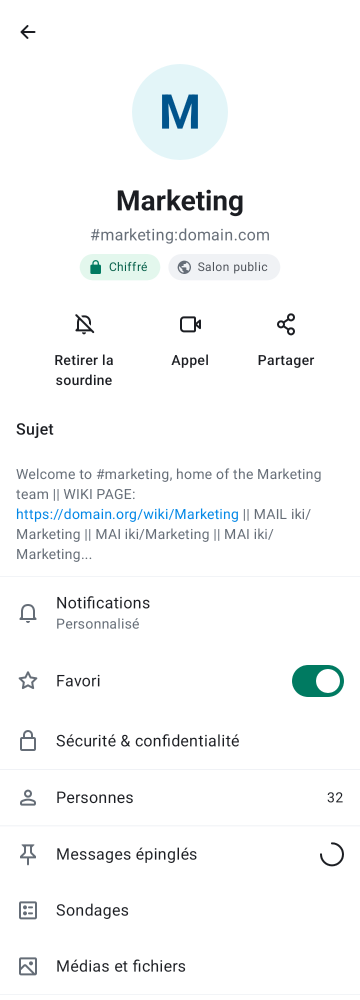 M
Marketing
#marketing:domain.com
Chiffré
Salon public
Retirer la
sourdine
Appel
Partager
Sujet
Welcome to #marketing, home of the Marketing
team || WIKI PAGE:
https://domain.org/wiki/Marketing || MAIL iki/
Marketing || MAI iki/Marketing || MAI iki/
Marketing...
Notifications
Personnalisé
Favori
Sécurité & confidentialité
Personnes 32
Messages épinglés
Sondages
Médias et fichiers